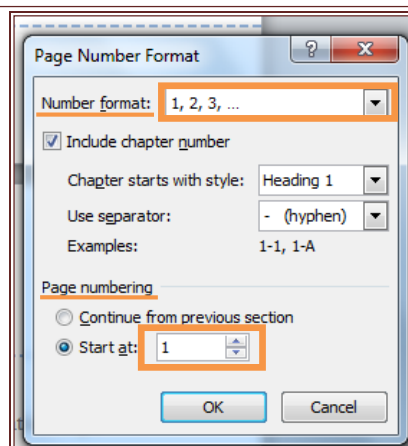 Page Number Format
Number format: 1, 2, 3, ...
Include chapter number
Chapter starts with style: Heading 1
Use separator: - (hyphen)
Examples: 1-1, 1-A
Page numbering
Continue from previous section
Start at: 1
OK Cancel